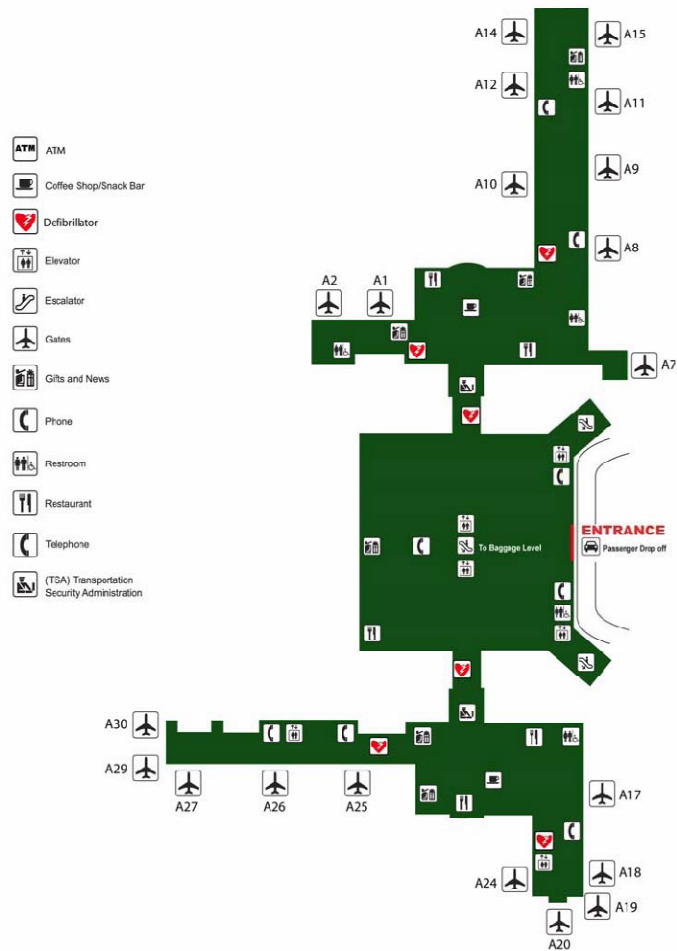 A14
A15
A12
A11
ATM ATM
Coffee Shop/Snack Bar
A10
A9
Defibrillator
A8
Elevator
A2
A1
Escalator
Gates
A7
Gifts and News
Phone
Restroom
Restaurant
ENTRANCE
To Baggage Level
Passenger Drop off
Telephone
(TSA) Transportation
Security Administration
A30
A29
A27
A26
A25
A17
A24
A18
A19
A20